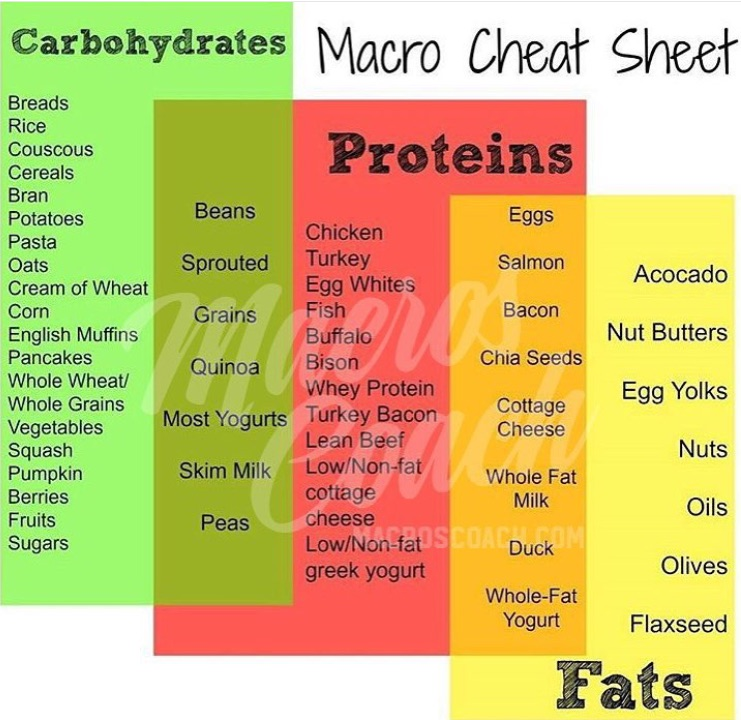 Carbohydrates
Macro Cheat Sheet
Breads
Rice
Couscous
Cereals
Bran
Potatoes
Pasta
Oats
Cream of Wheat
Corn
English Muffins
Pancakes
Whole Wheat/
Whole Grains
Vegetables
Squash
Pumpkin
Berries
Fruits
Sugars
Beans
Sprouted
Grains
Quinoa
Most Yogurts
Skim Milk
Peas
Proteins
Chicken
Turkey
Egg Whites
Fish
Buffalo
Bison
Whey Protein
Turkey Bacon
Lean Beef
Low/Non-fat
cottage
cheese
Low/Non-fat
greek yogurt
Eggs
Salmon
Bacon
Chia Seeds
Cottage
Cheese
Whole Fat
Milk
Duck
Whole-Fat
Yogurt
Acocado
Nut Butters
Egg Yolks
Nuts
Oils
Olives
Flaxseed
Fats
Macros
Coach
MACROSCOACH.COM